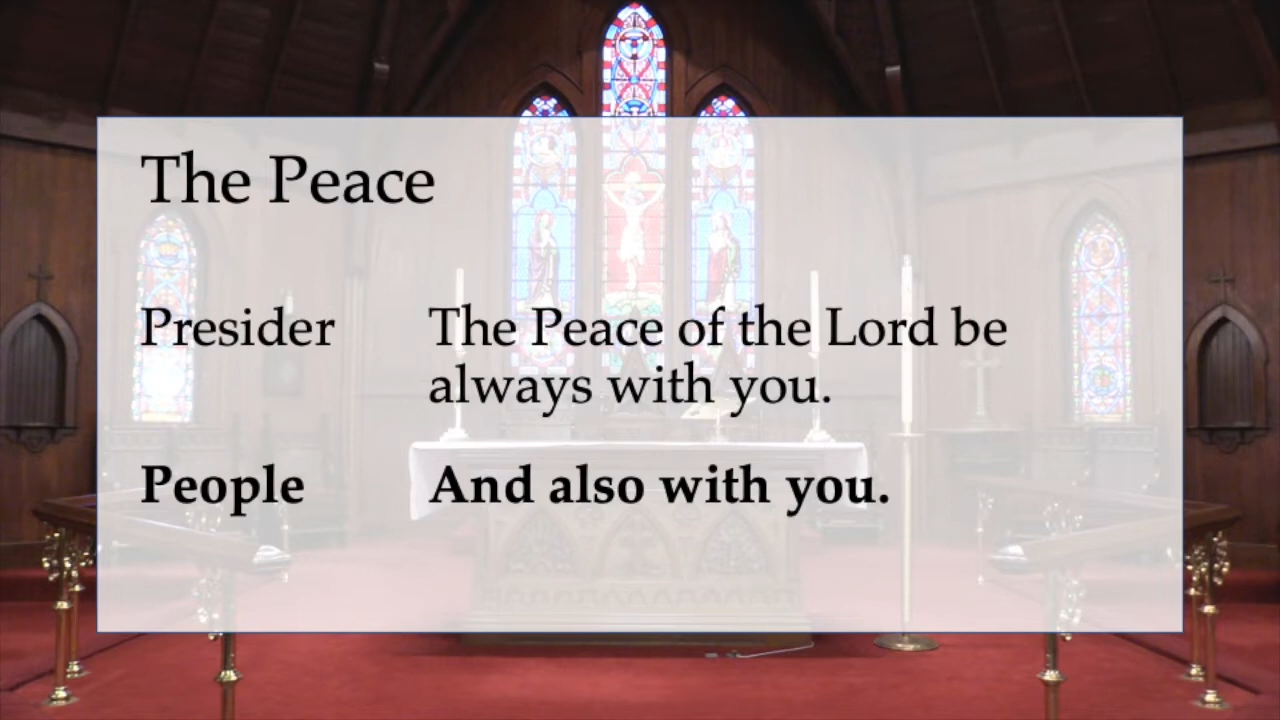 The Peace
Presider The Peace of the Lord be
always with you.
People And also with you.